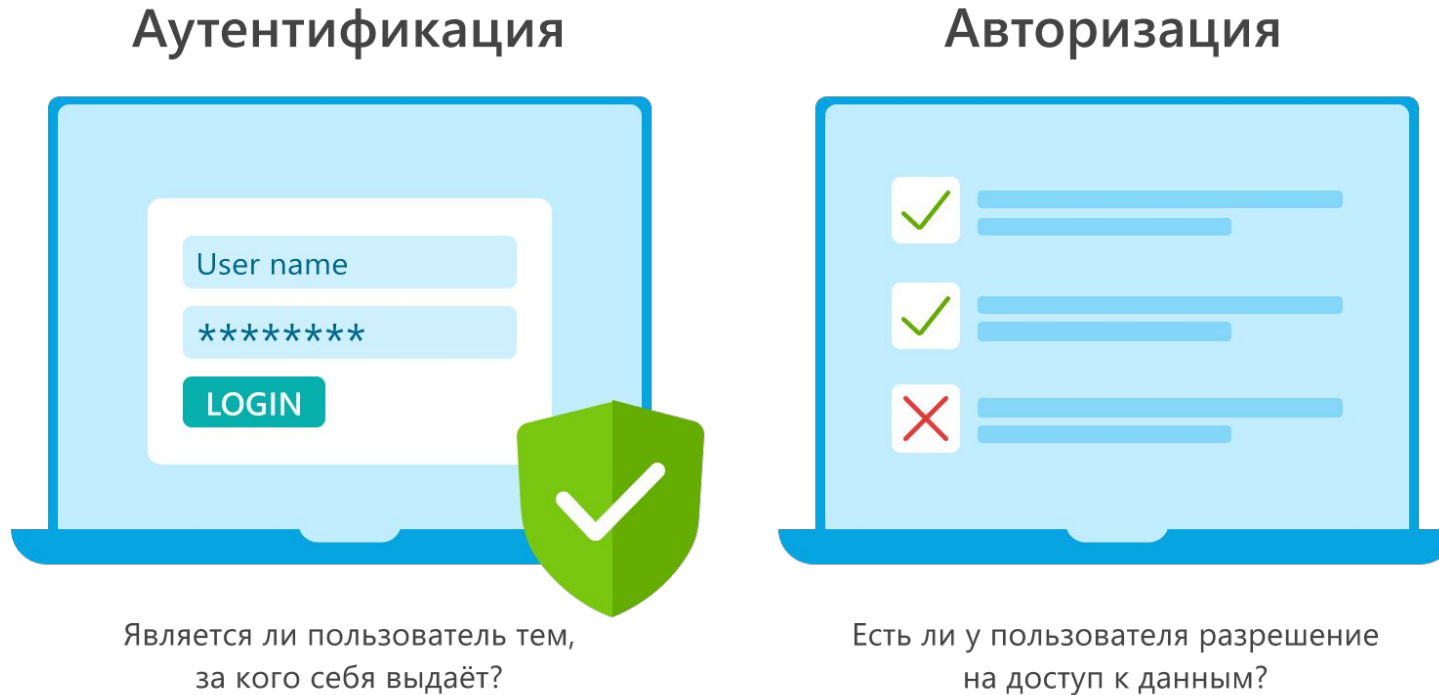 Аутентификация
User name
********
LOGIN
Является ли пользователь тем,
за кого себя выдаёт?
Авторизация
Есть ли у пользователя разрешение
на доступ к данным?